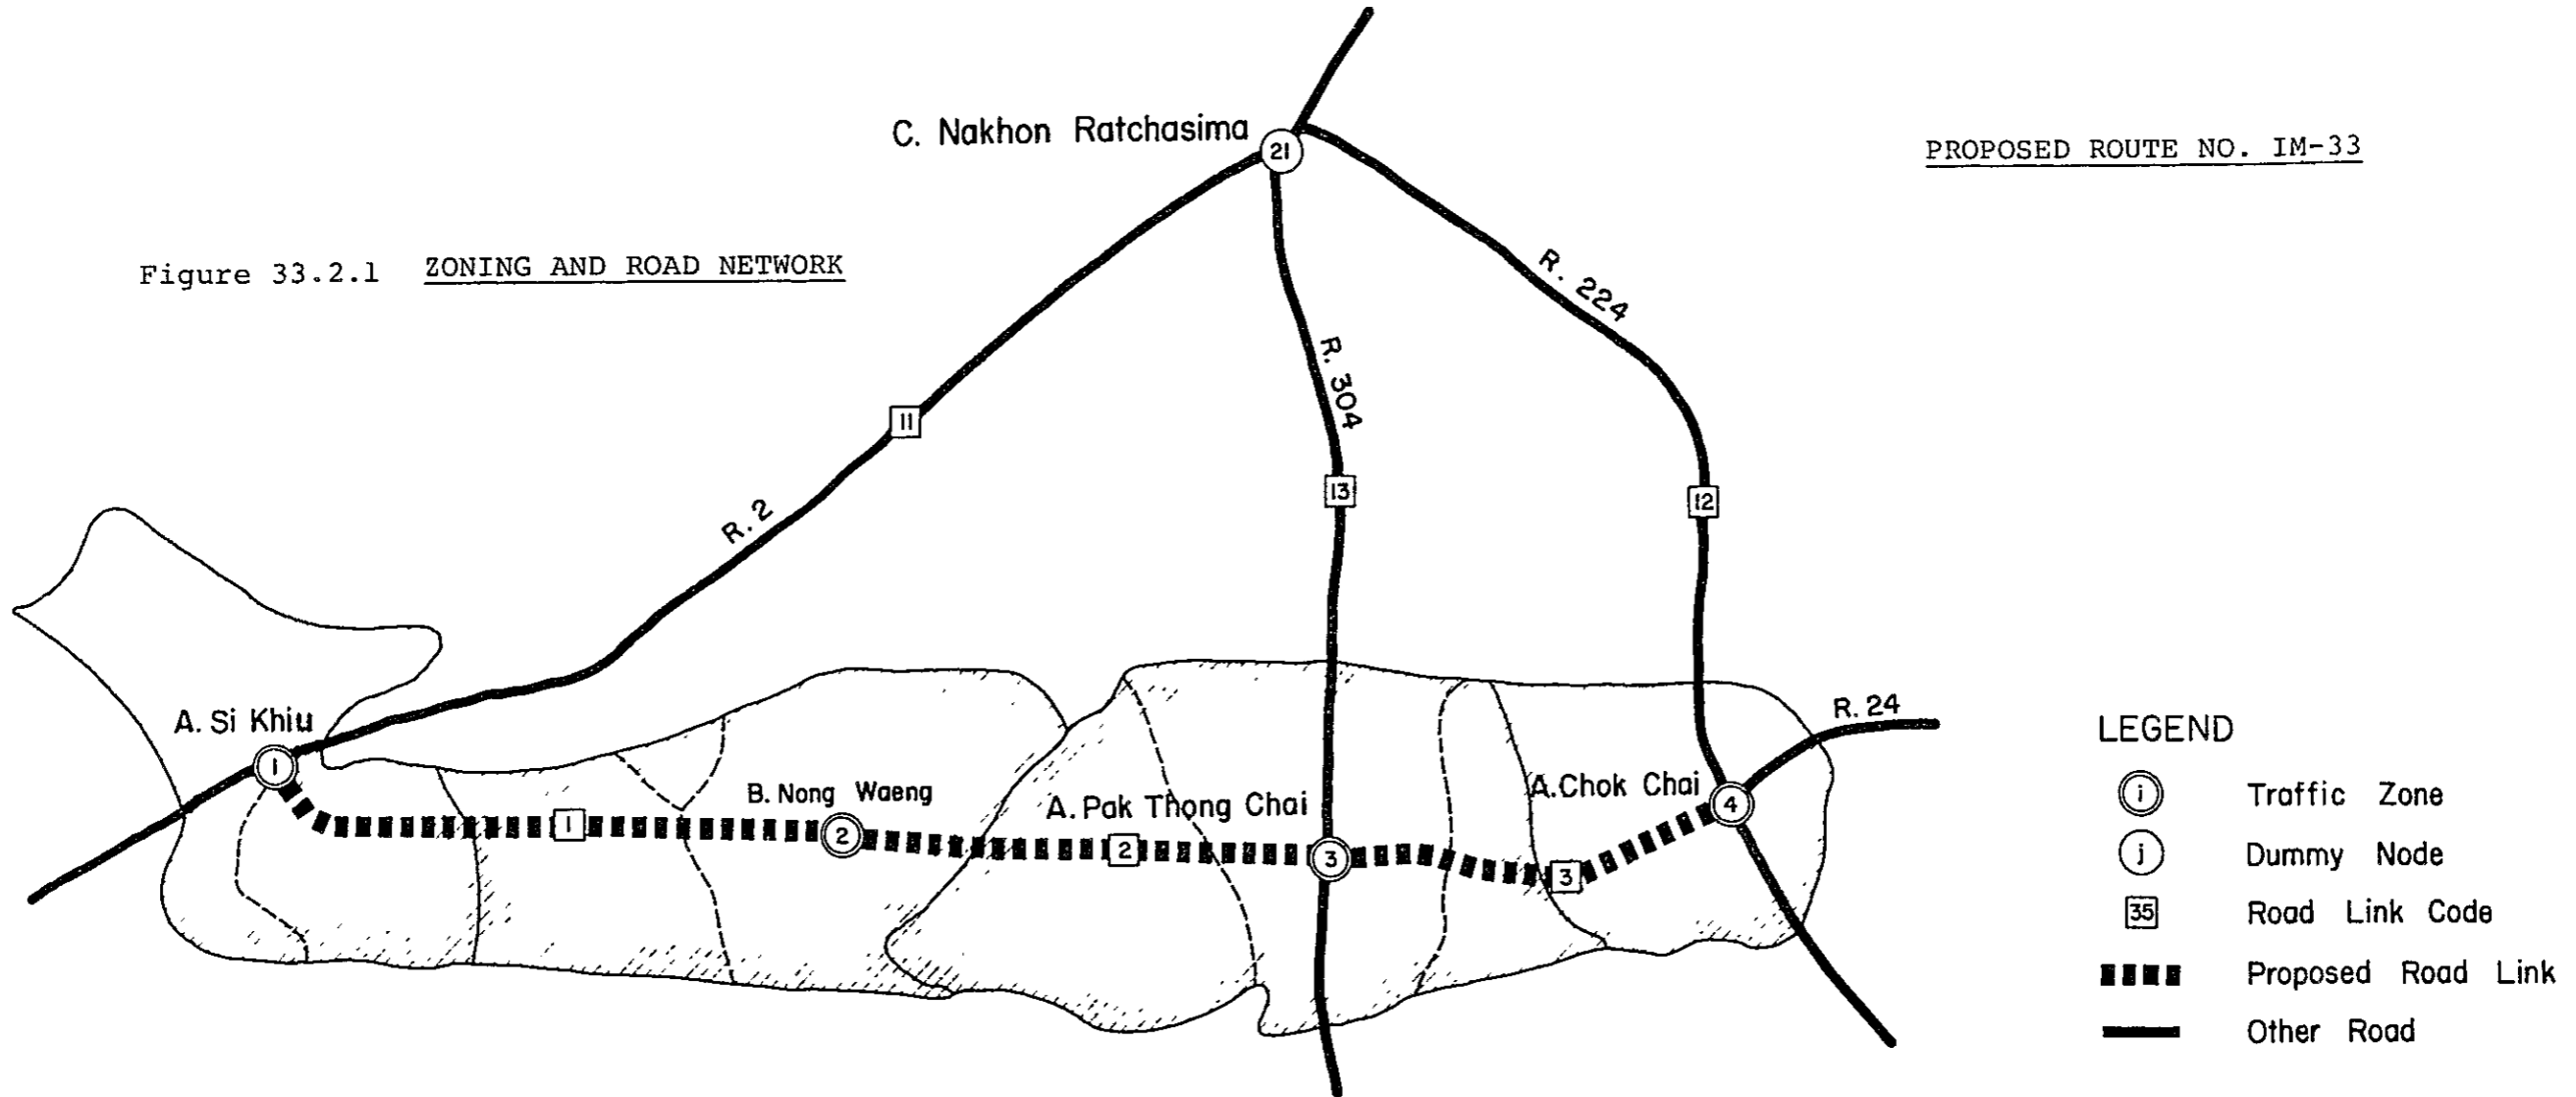 C. Nakhon Ratchasima
21
PROPOSED ROUTE NO. IM-33
Figure 33.2.1 ZONING AND ROAD NETWORK
R. 224
R. 304
11
13
12
R. 2
A. Si Khiu
1
R. 24
LEGEND
B. Nong Waeng
A. Pak Thong Chai
A. Chok Chai
4
i Traffic Zone
1
2
2
3
3
j Dummy Node
35 Road Link Code
Proposed Road Link
Other Road